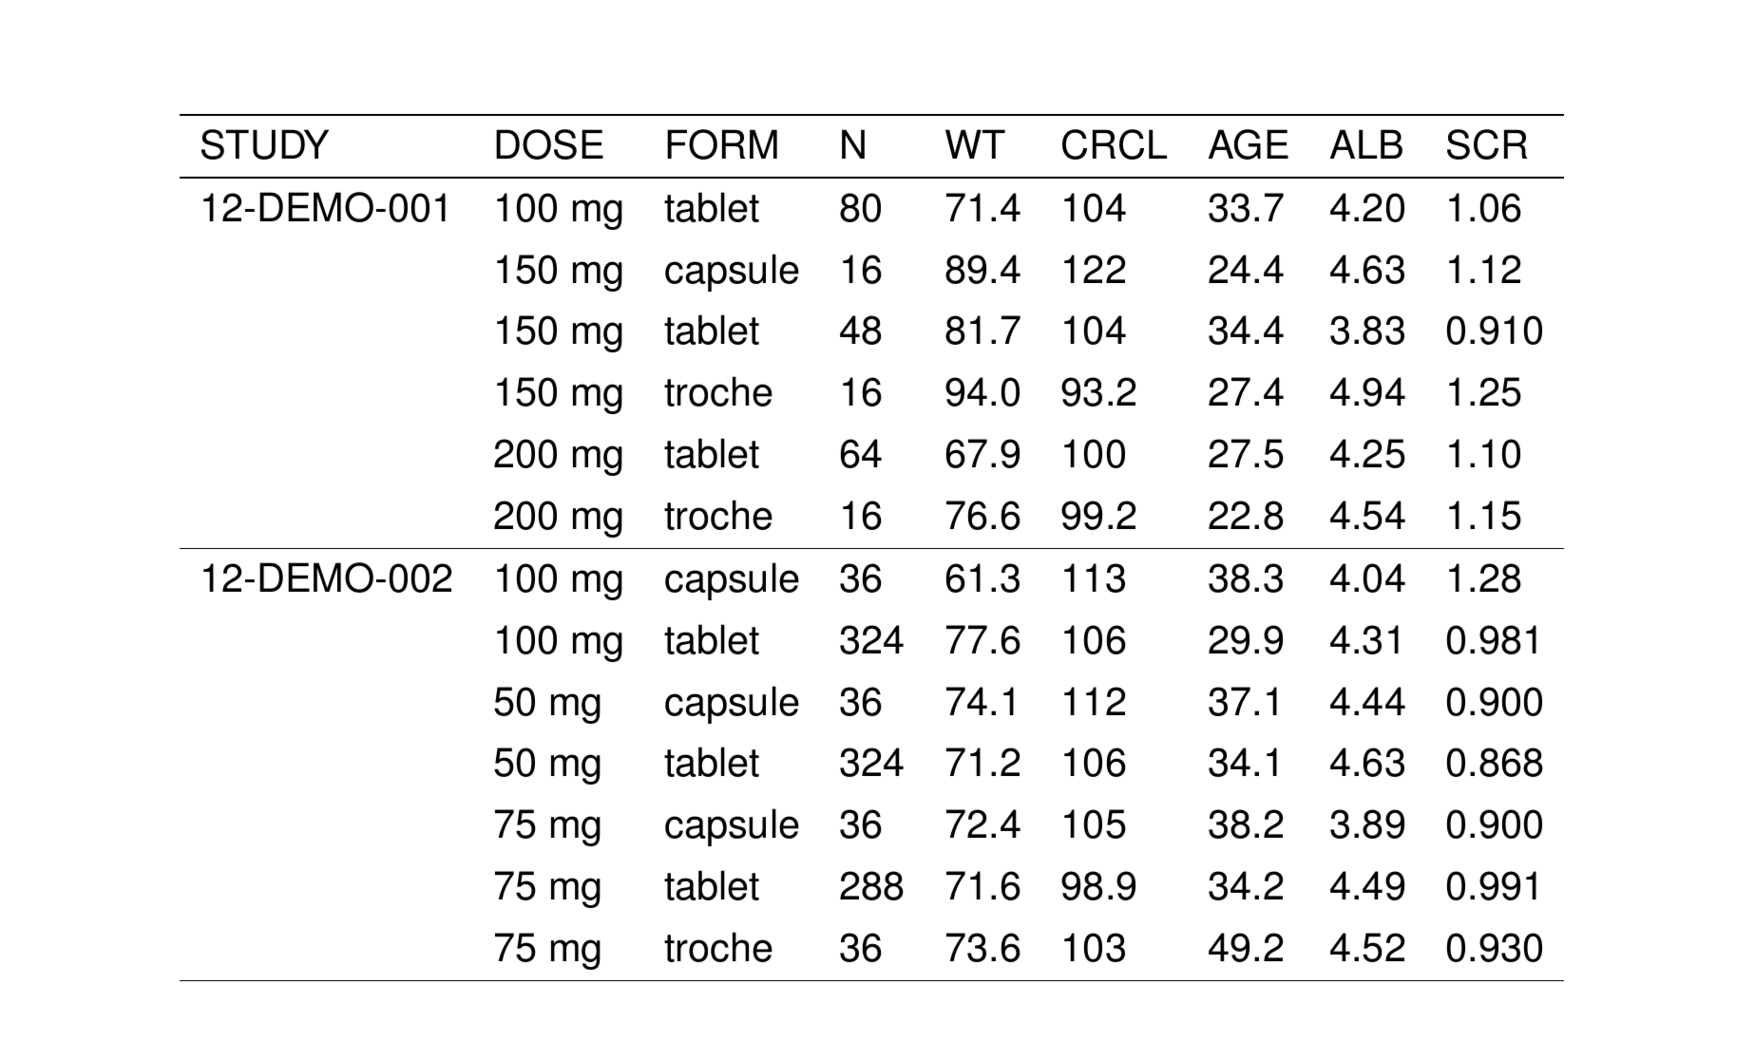 STUDY DOSE FORM N WT CRCL AGE ALB SCR
12-DEMO-001 100 mg tablet 80 71.4 104 33.7 4.20 1.06
150 mg capsule 16 89.4 122 24.4 4.63 1.12
150 mg tablet 48 81.7 104 34.4 3.83 0.910
150 mg troche 16 94.0 93.2 27.4 4.94 1.25
200 mg tablet 64 67.9 100 27.5 4.25 1.10
200 mg troche 16 76.6 99.2 22.8 4.54 1.15
12-DEMO-002 100 mg capsule 36 61.3 113 38.3 4.04 1.28
100 mg tablet 324 77.6 106 29.9 4.31 0.981
50 mg capsule 36 74.1 112 37.1 4.44 0.900
50 mg tablet 324 71.2 106 34.1 4.63 0.868
75 mg capsule 36 72.4 105 38.2 3.89 0.900
75 mg tablet 288 71.6 98.9 34.2 4.49 0.991
75 mg troche 36 73.6 103 49.2 4.52 0.930